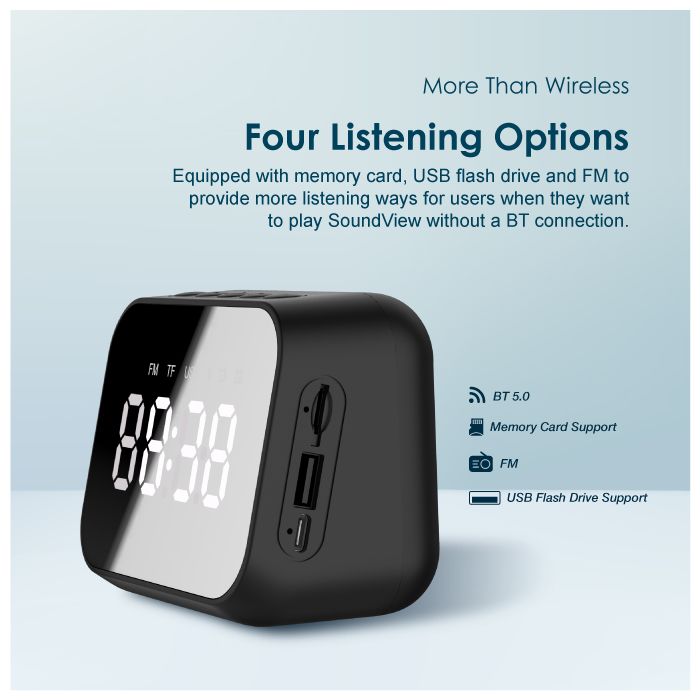 More Than Wireless
Four Listening Options
Equipped with memory card, USB flash drive and FM to
provide more listening ways for users when they want
to play SoundView without a BT connection.
FM TF
88:38
BT 5.0
Memory Card Support
FM
USB Flash Drive Support